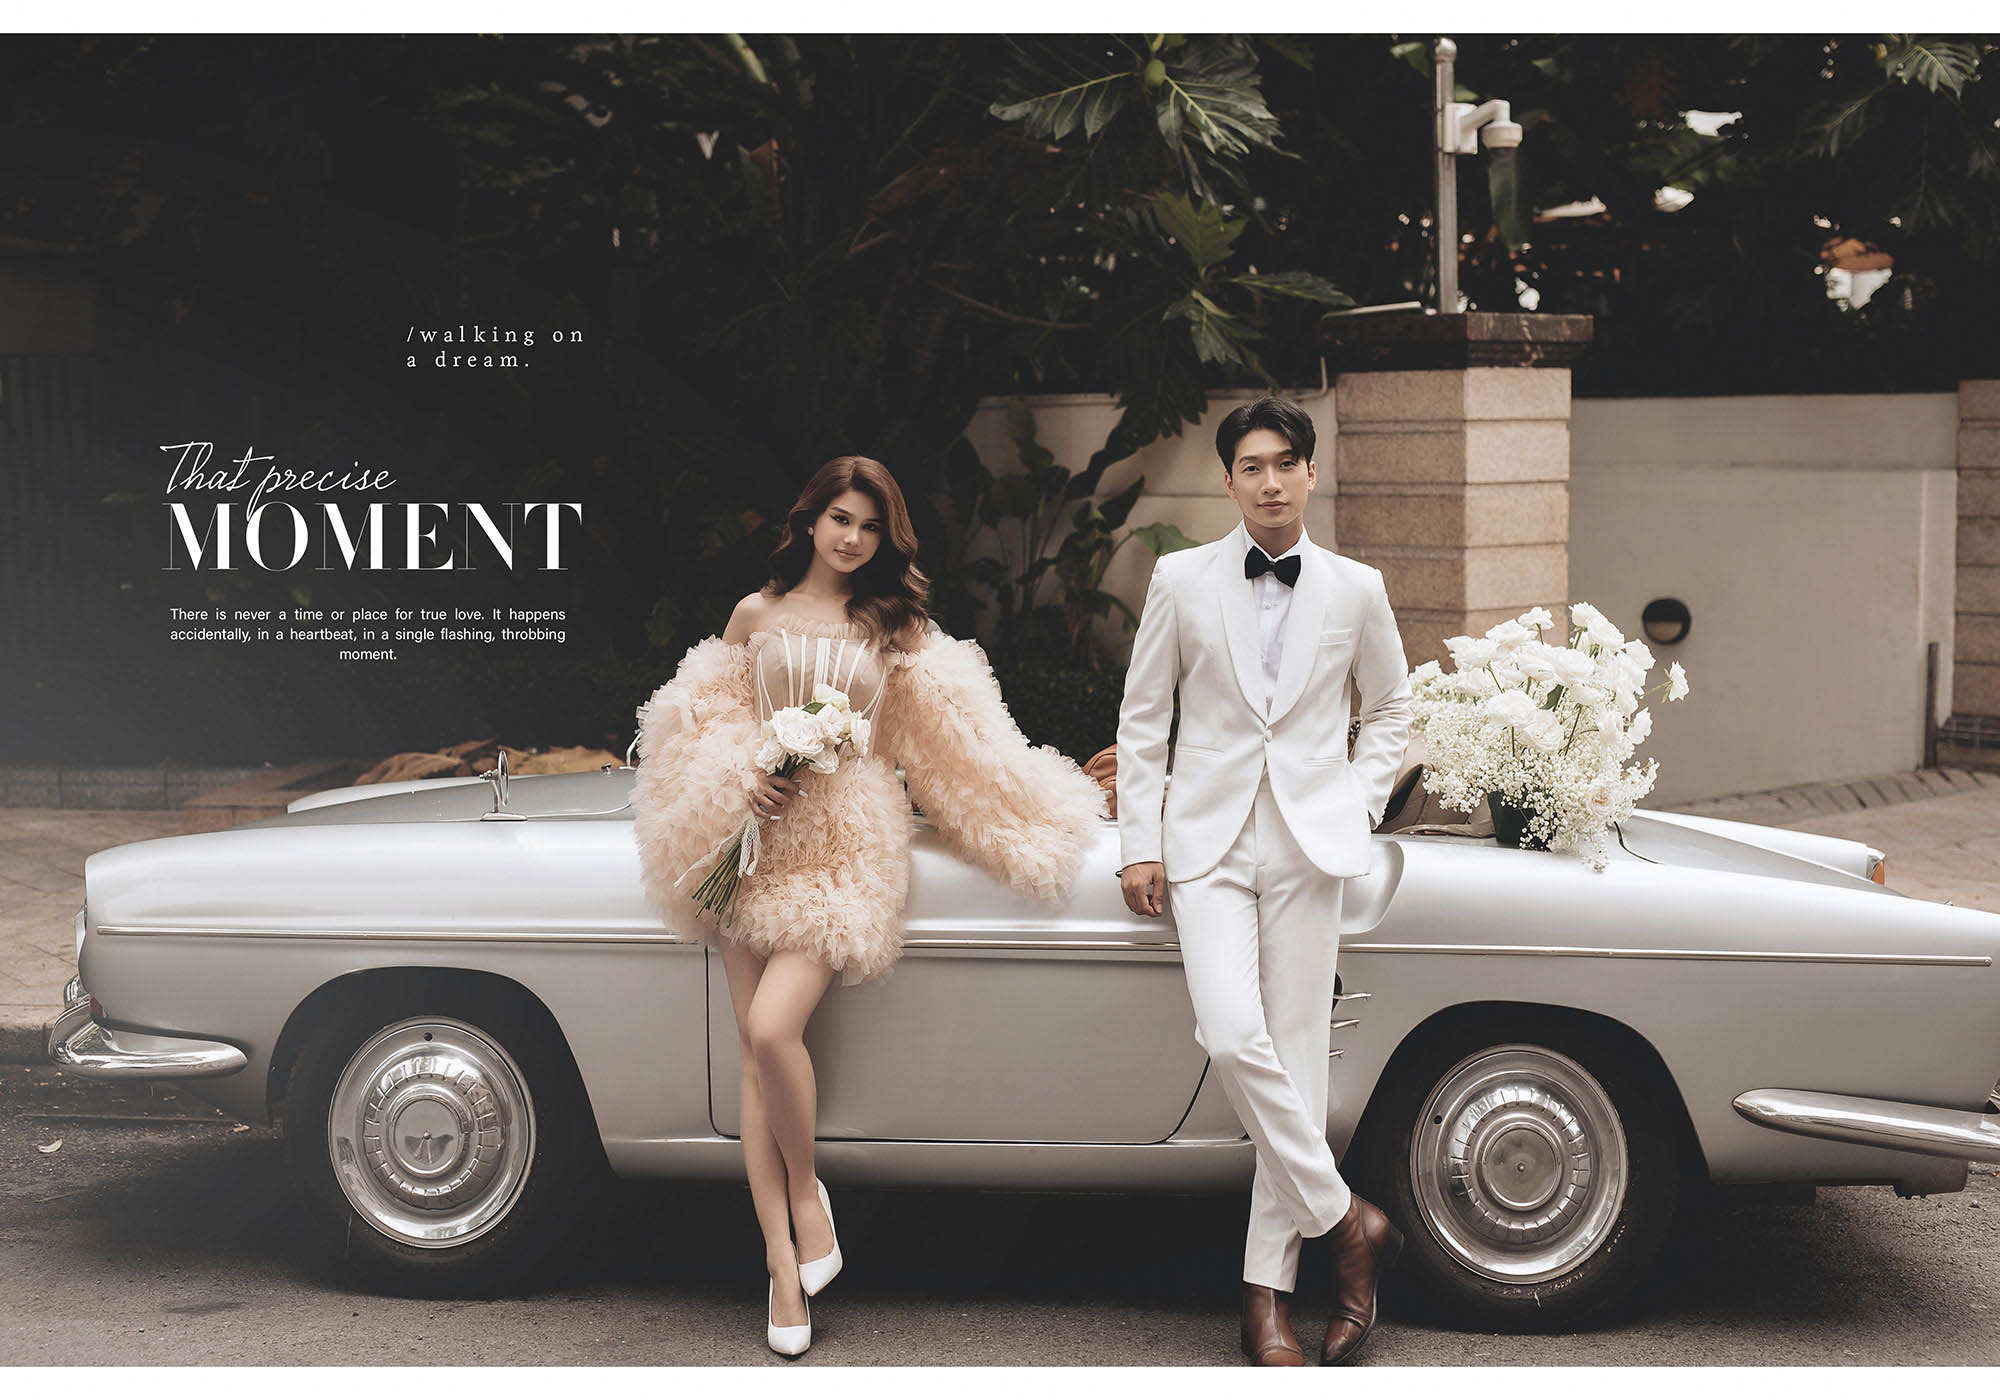 /walking on
a dream.
That precise
MOMENT
There is never a time or place for true love. It happens
accidentally, in a heartbeat, in a single flashing, throbbing
moment.